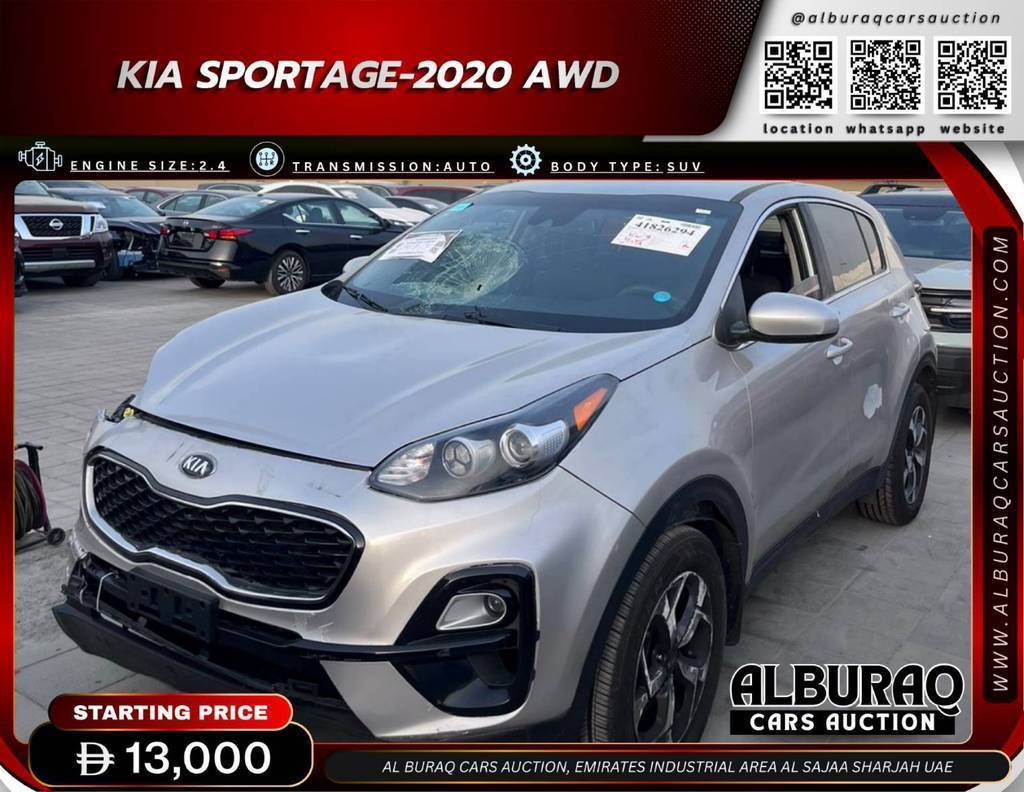 @alburaqcarsauction
KIA SPORTAGE-2020 AWD
location whatsapp website
ENGINE SIZE:2.4
TRANSMISSION:AUTO
BODY TYPE: SUV
41826294
KIA
WWW.ALBURAQCARSAUCTION.COM
ALBURAQ
CARS AUCTION
STARTING PRICE
13,000
AL BURAQ CARS AUCTION, EMIRATES INDUSTRIAL AREA AL SAJAA SHARJAH UAE